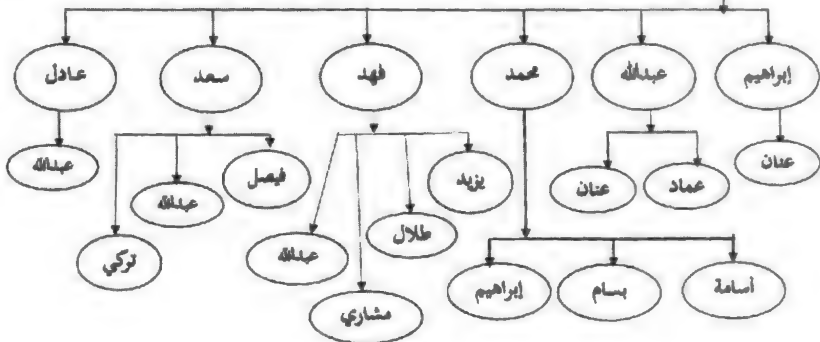 إبراهيم
عبدالله
محمد
فهد
سعد
عادل
عنان
عماد
عنان
أسامة
بسام
إبراهيم
يزيد
طلال
مشاري
عبدالله
فيصل
عبدالله
تركي
عبدالله